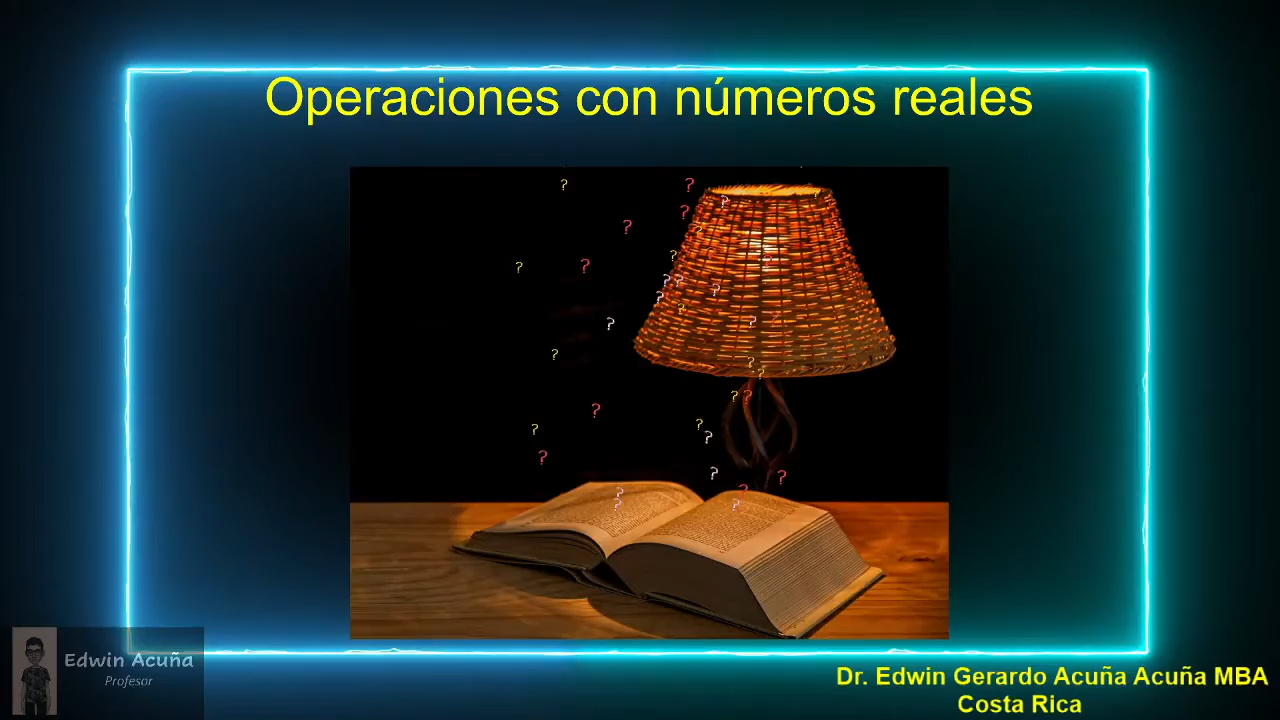 Operaciones con números reales
Edwin Acuña
Profesor
Dr. Edwin Gerardo Acuña Acuña MBA
Costa Rica